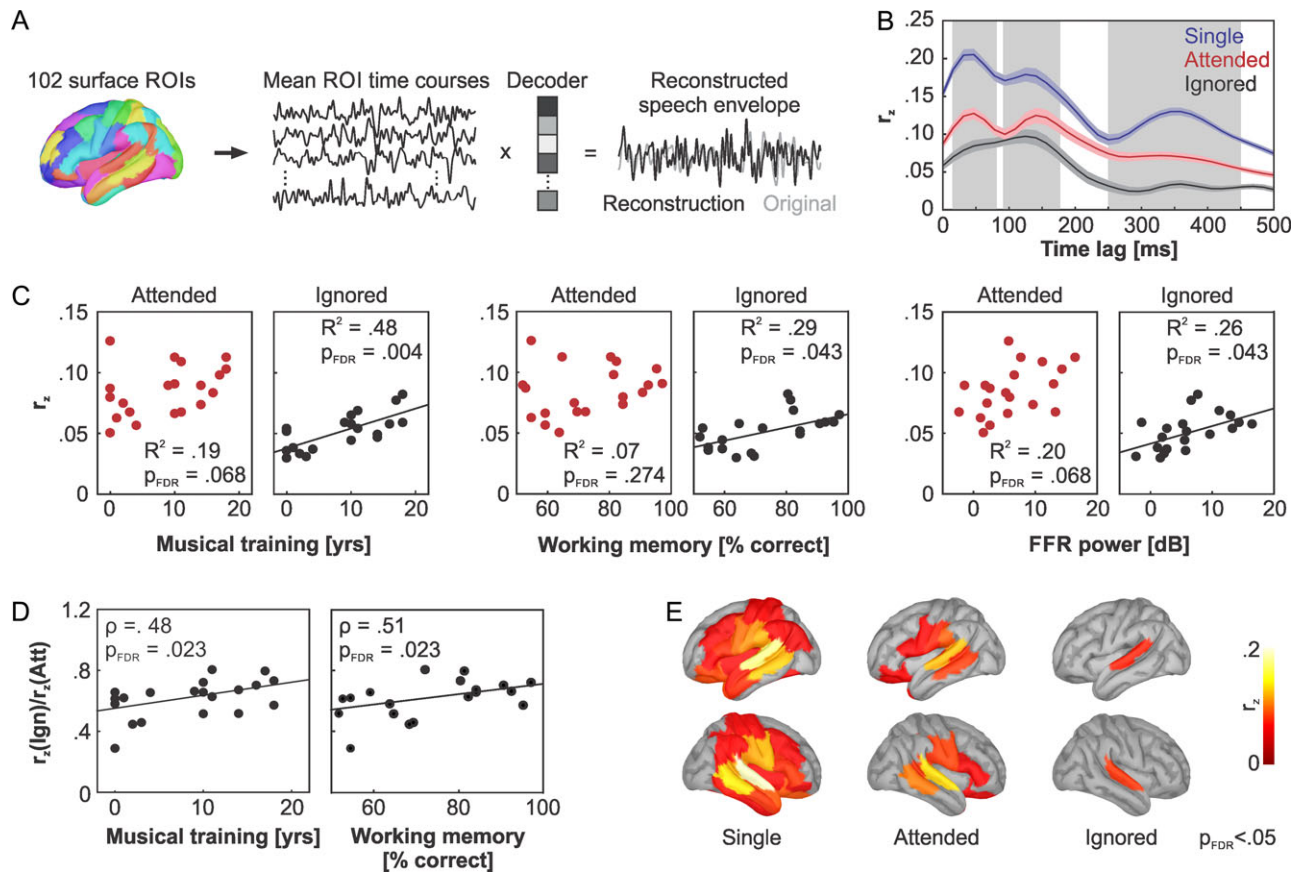 A
102 surface ROIs
Mean ROI time courses
Decoder
x
=
Reconstructed
speech envelope
Reconstruction Original
B
Single
Attended
Ignored
r_z
.25
.20
.15
.10
.05
0
0 100 200 300 400 500
Time lag [ms]
C
Attended
Ignored
r_z
.15
.10
.05
0
R² = .19
p_FDR = .068
R² = .48
p_FDR = .004
0 10 20
0 10 20
Musical training [yrs]
Attended
Ignored
R² = .07
p_FDR = .274
R² = .29
p_FDR = .043
60 80 100
60 80 100
Working memory [% correct]
Attended
Ignored
R² = .20
p_FDR = .068
R² = .26
p_FDR = .043
0 10 20
0 10 20
FFR power [dB]
D
r_z(Ign)/r_z(Att)
1.2
.8
.4
0
ρ =. 48
p_FDR = .023
0 10 20
Musical training [yrs]
ρ = .51
p_FDR = .023
60 80 100
Working memory
[% correct]
E
.2
r_z
0
Single
Attended
Ignored
p_FDR<.05